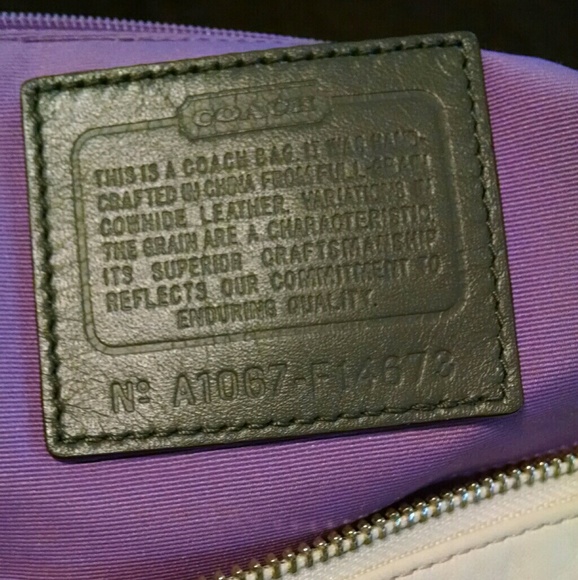 COACH
THIS IS A COACH BAG. IT WAS HAND-
CRAFTED IN CHINA FROM FULL GRAIN
COWHIDE LEATHER. VARIATIONS IN
THE GRAIN ARE A CHARACTERISTIC.
ITS SUPERIOR CRAFTSMANSHIP
REFLECTS OUR COMMITMENT TO
ENDURING QUALITY.
Nº A1067-F14673